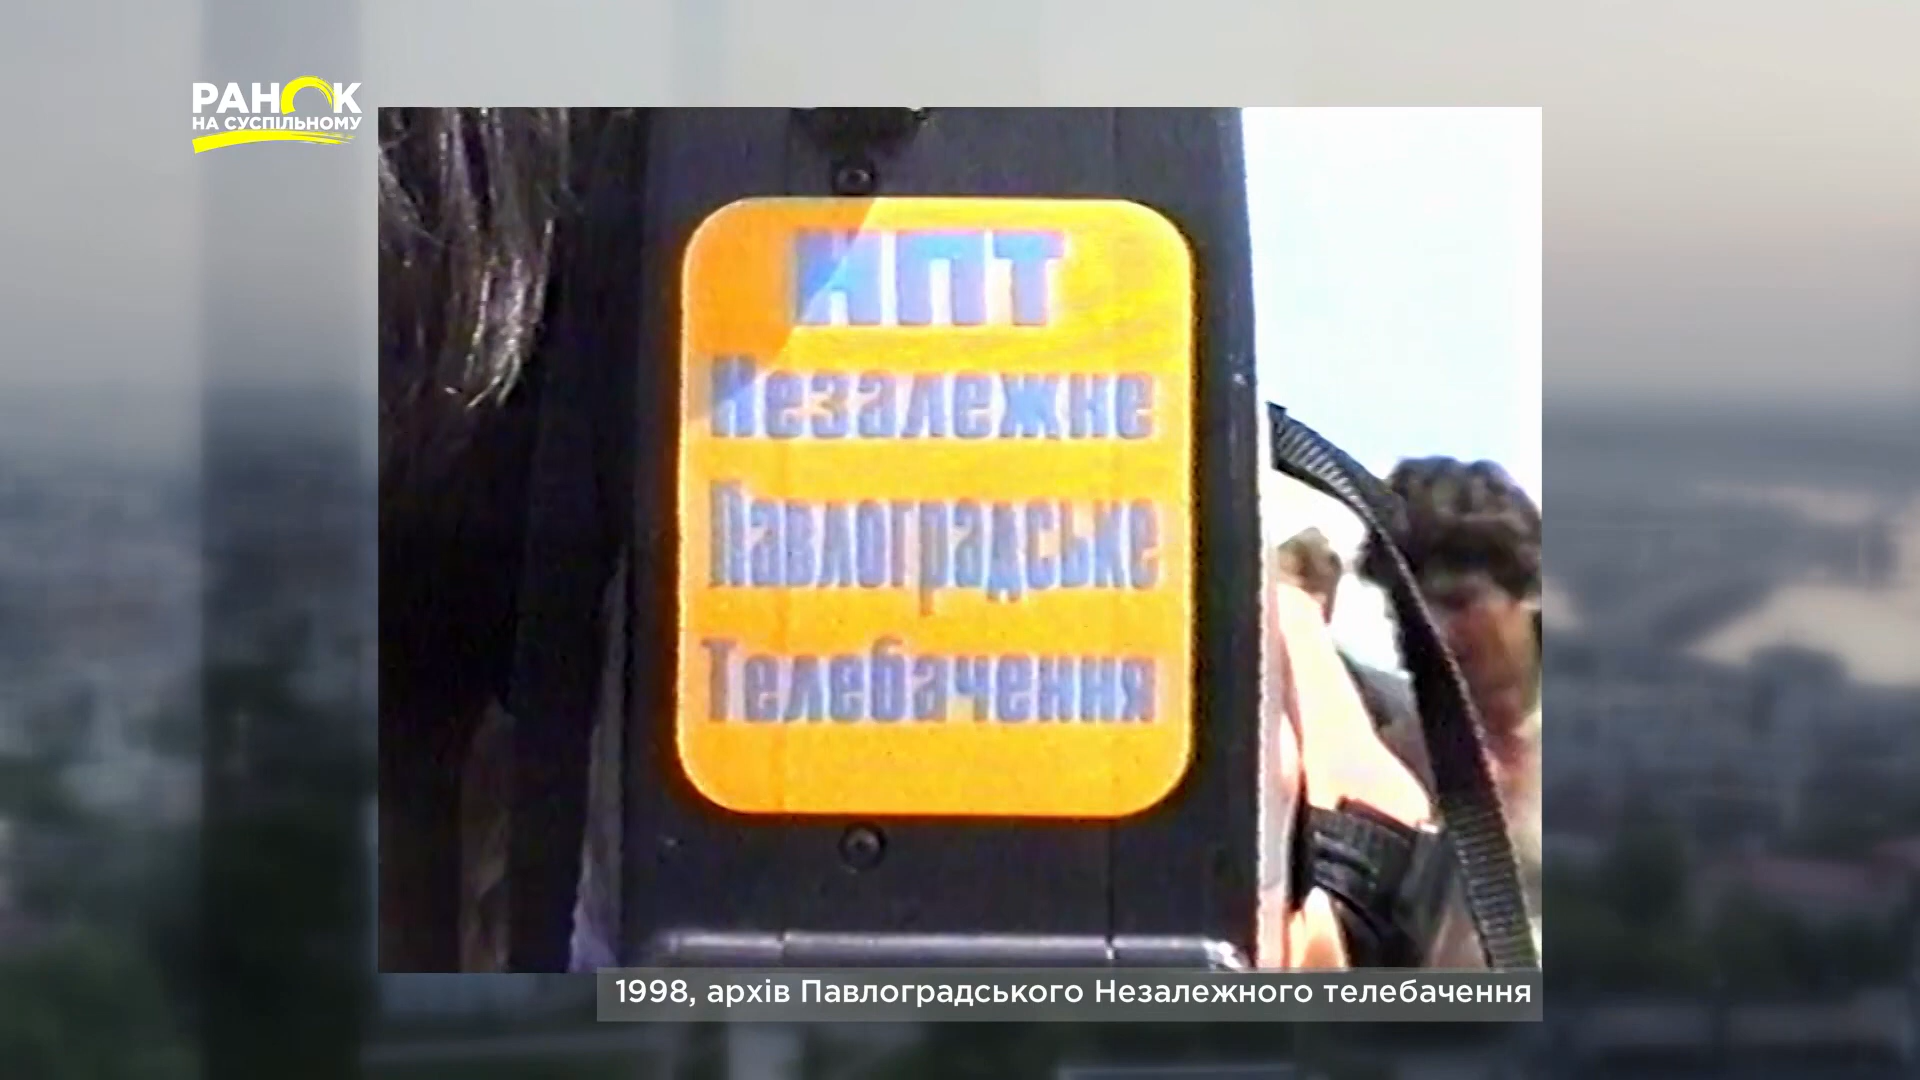 РАНОК
НА СУСПІЛЬНОМУ
НПТ
Незалежне
Павлоградське
Телебачення
1998, архів Павлоградського Незалежного телебачення